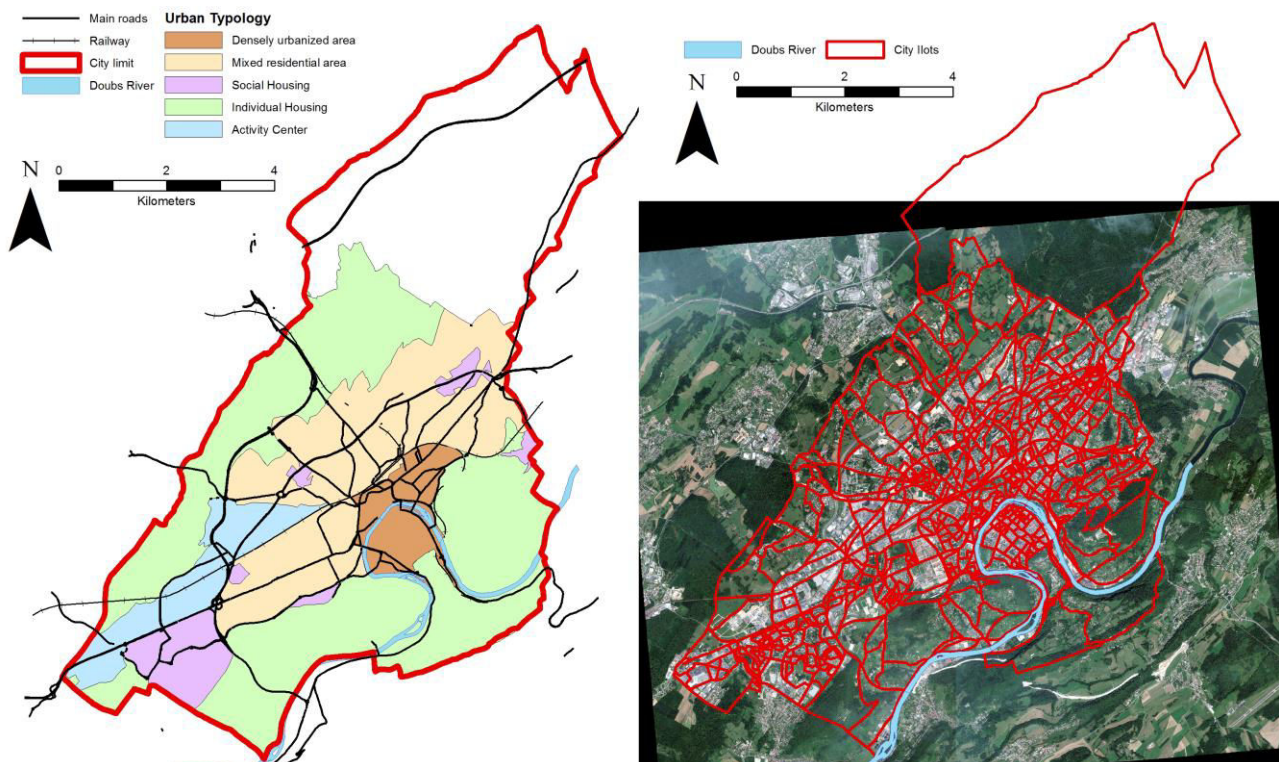 Main roads
Railway
City limit
Doubs River
Urban Typology
Densely urbanized area
Mixed residential area
Social Housing
Individual Housing
Activity Center
N
0 2 4
Kilometers
Doubs River
City Ilots
0 2 4
Kilometers
N